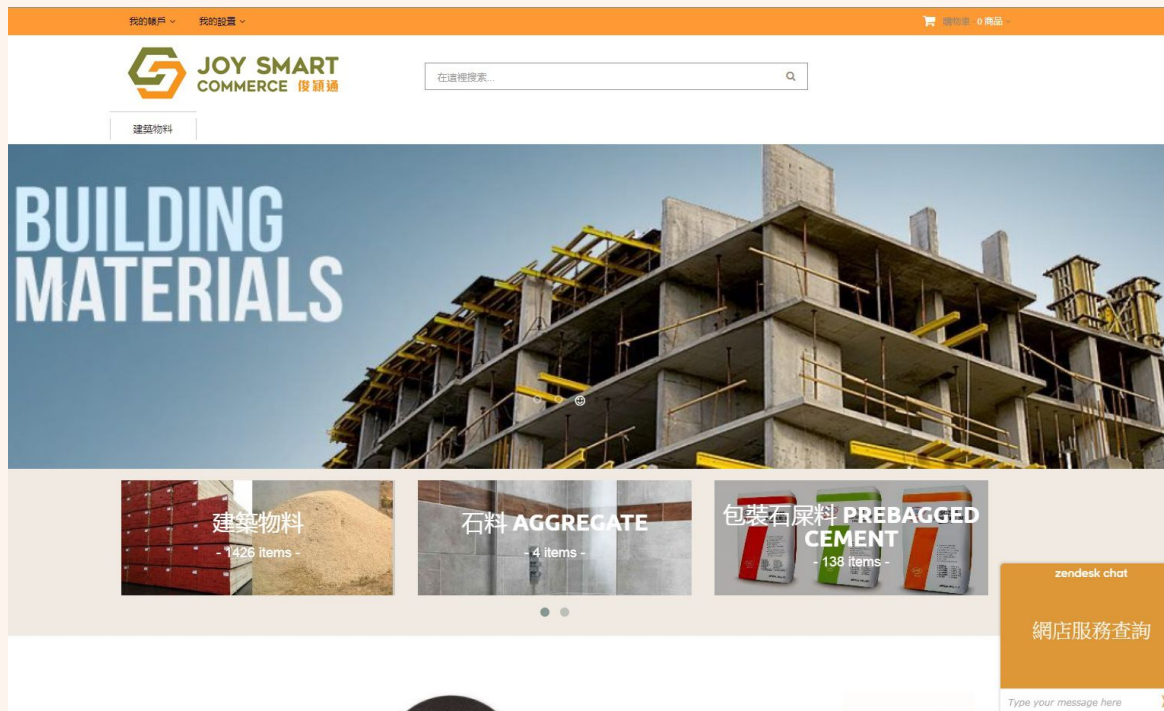 我的帳戶
我的設置
購物車 - 0 商品
JOY SMART
COMMERCE 俊穎通
在這裡搜索...
建築物料
BUILDING
MATERIALS
建築物料
- 1426 items -
石料 AGGREGATE
- 4 items -
包裝石屎料 PREBAGGED
CEMENT
- 138 items -
zendesk chat
網店服務查詢
Type your message here